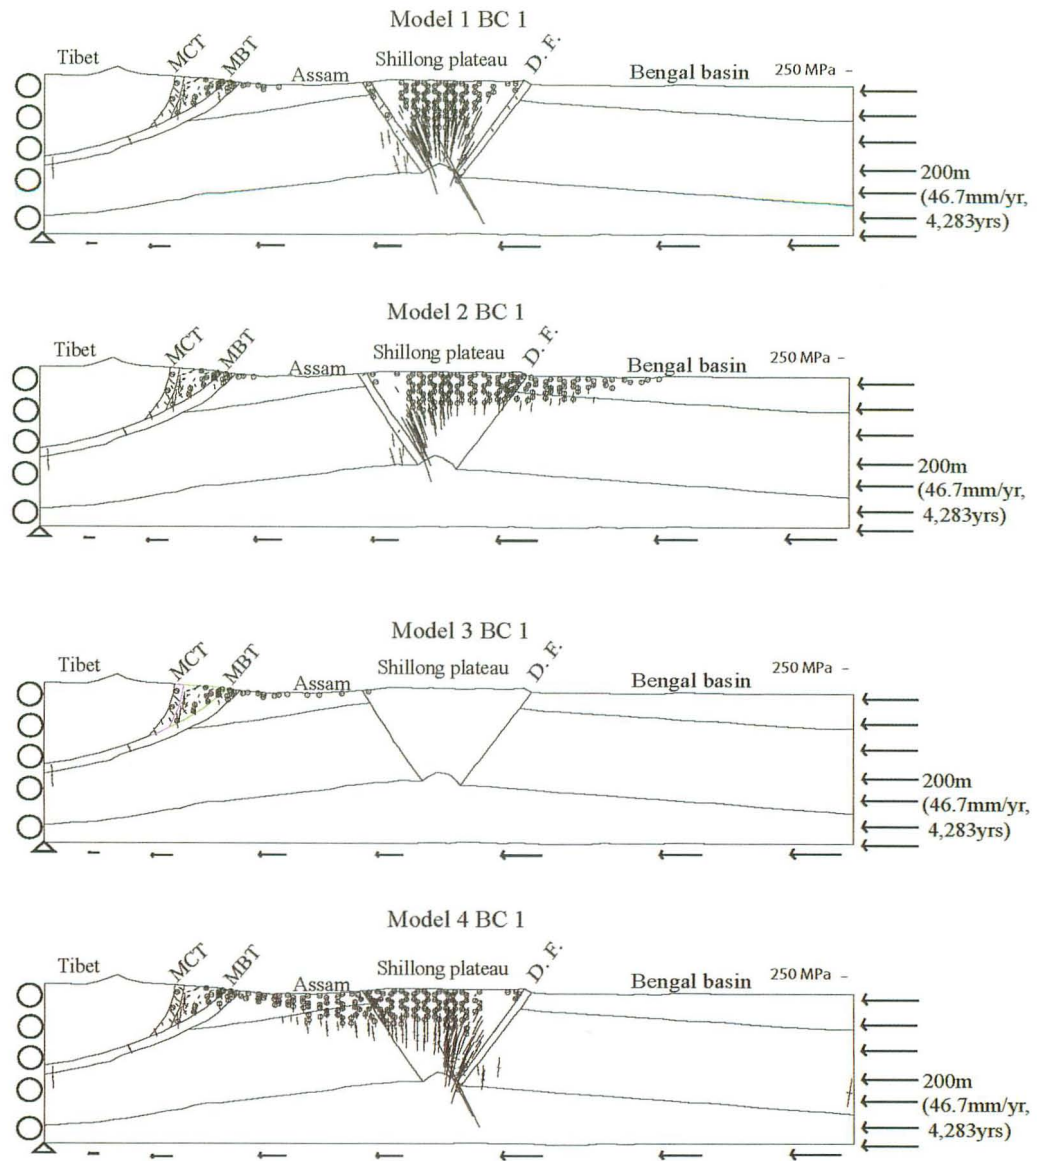 Model 1 BC 1
Tibet MCT MBT Assam Shillong plateau D. F. Bengal basin 250 MPa
200m
(46.7mm/yr,
4,283yrs)
Model 2 BC 1
Tibet MCT MBT Assam Shillong plateau D. F. Bengal basin 250 MPa
200m
(46.7mm/yr,
4,283yrs)
Model 3 BC 1
Tibet MCT MBT Assam Shillong plateau D. F. Bengal basin 250 MPa
200m
(46.7mm/yr,
4,283yrs)
Model 4 BC 1
Tibet MCT MBT Assam Shillong plateau D. F. Bengal basin 250 MPa
200m
(46.7mm/yr,
4,283yrs)